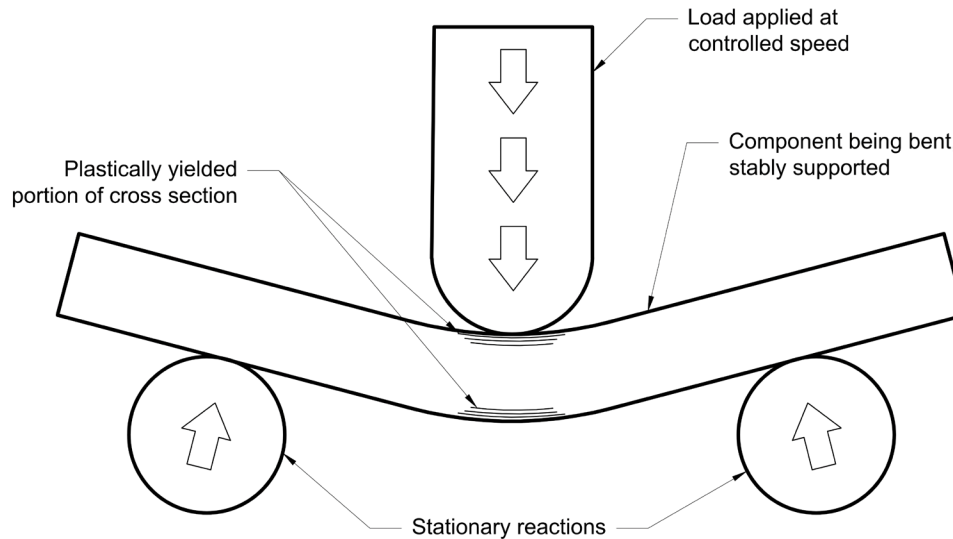 Load applied at
controlled speed
Component being bent
stably supported
Plastically yielded
portion of cross section
Stationary reactions